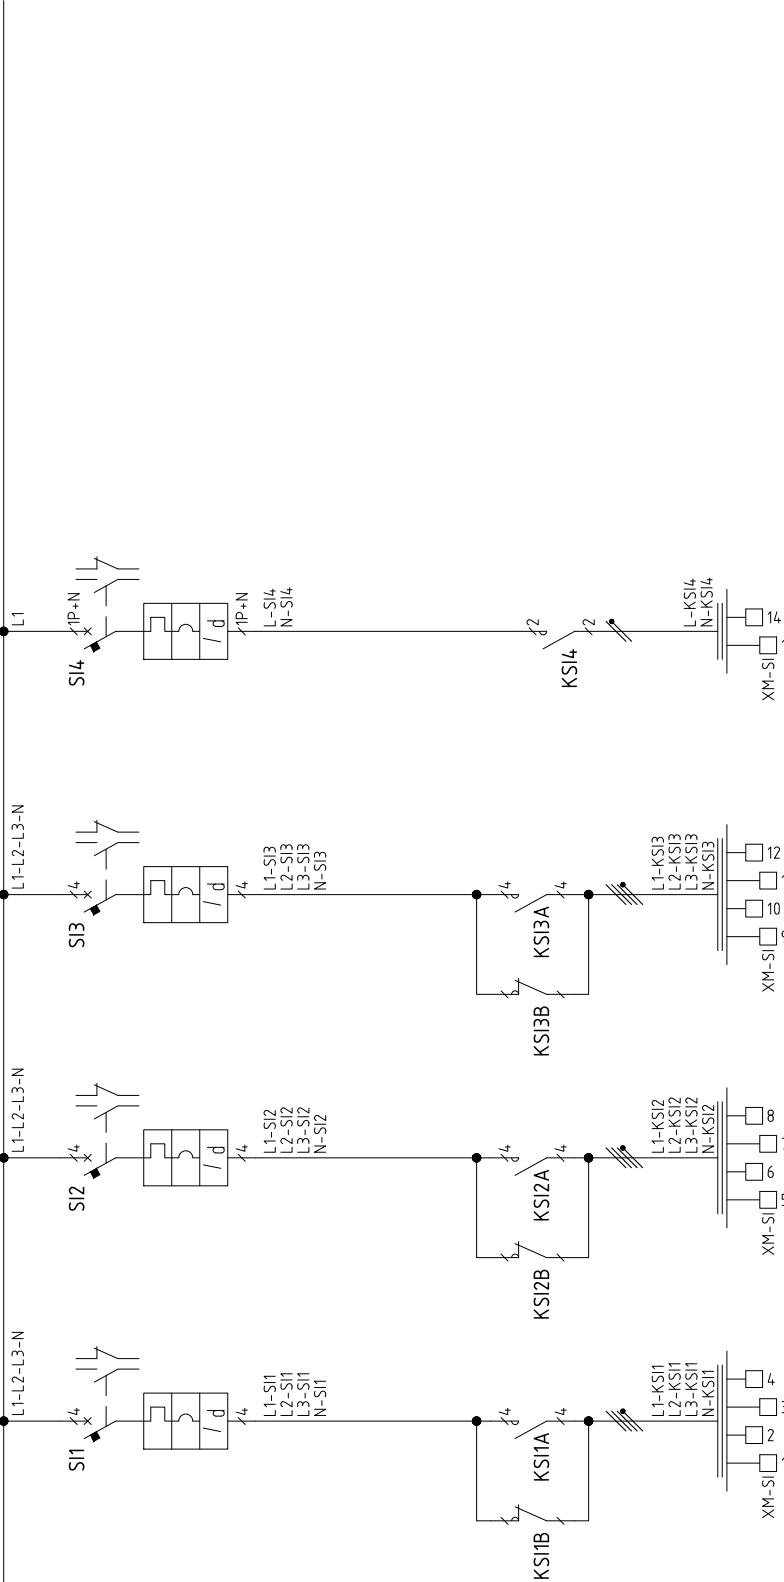 L1
1P+N
SI4
d
1P+N
L-SI4
N-SI4
2
2
KSI4
L-KSI4
N-KSI4
14
XM-SI
L1-L2-L3-N
4
SI3
d
4
L1-SI3
L2-SI3
L3-SI3
N-SI3
4
4
KSI3A
KSI3B
L1-KSI3
L2-KSI3
L3-KSI3
N-KSI3
12
10
XM-SI
L1-L2-L3-N
4
SI2
d
4
L1-SI2
L2-SI2
L3-SI2
N-SI2
4
4
KSI2A
KSI2B
L1-KSI2
L2-KSI2
L3-KSI2
N-KSI2
8
6
XM-SI
L1-L2-L3-N
4
SI1
d
4
L1-SI1
L2-SI1
L3-SI1
N-SI1
4
4
KSI1A
KSI1B
L1-KSI1
L2-KSI1
L3-KSI1
N-KSI1
4
2
XM-SI